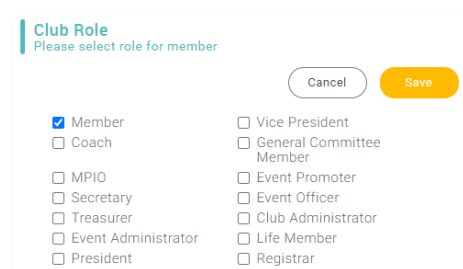 Club Role
Please select role for member
Cancel Save
Member Vice President
Coach General Committee
Member
MPIO Event Promoter
Secretary Event Officer
Treasurer Club Administrator
Event Administrator Life Member
President Registrar